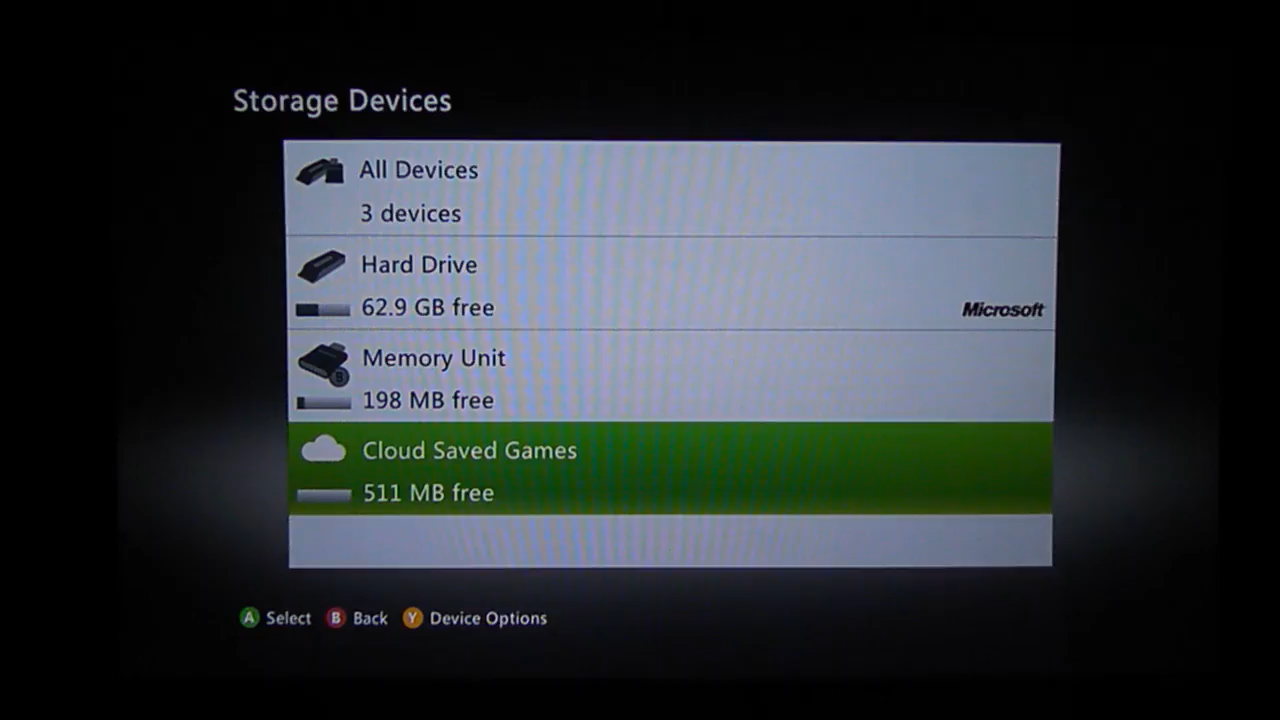 Storage Devices
All Devices
3 devices
Hard Drive
62.9 GB free
Microsoft
Memory Unit
198 MB free
Cloud Saved Games
511 MB free
A Select B Back Y Device Options